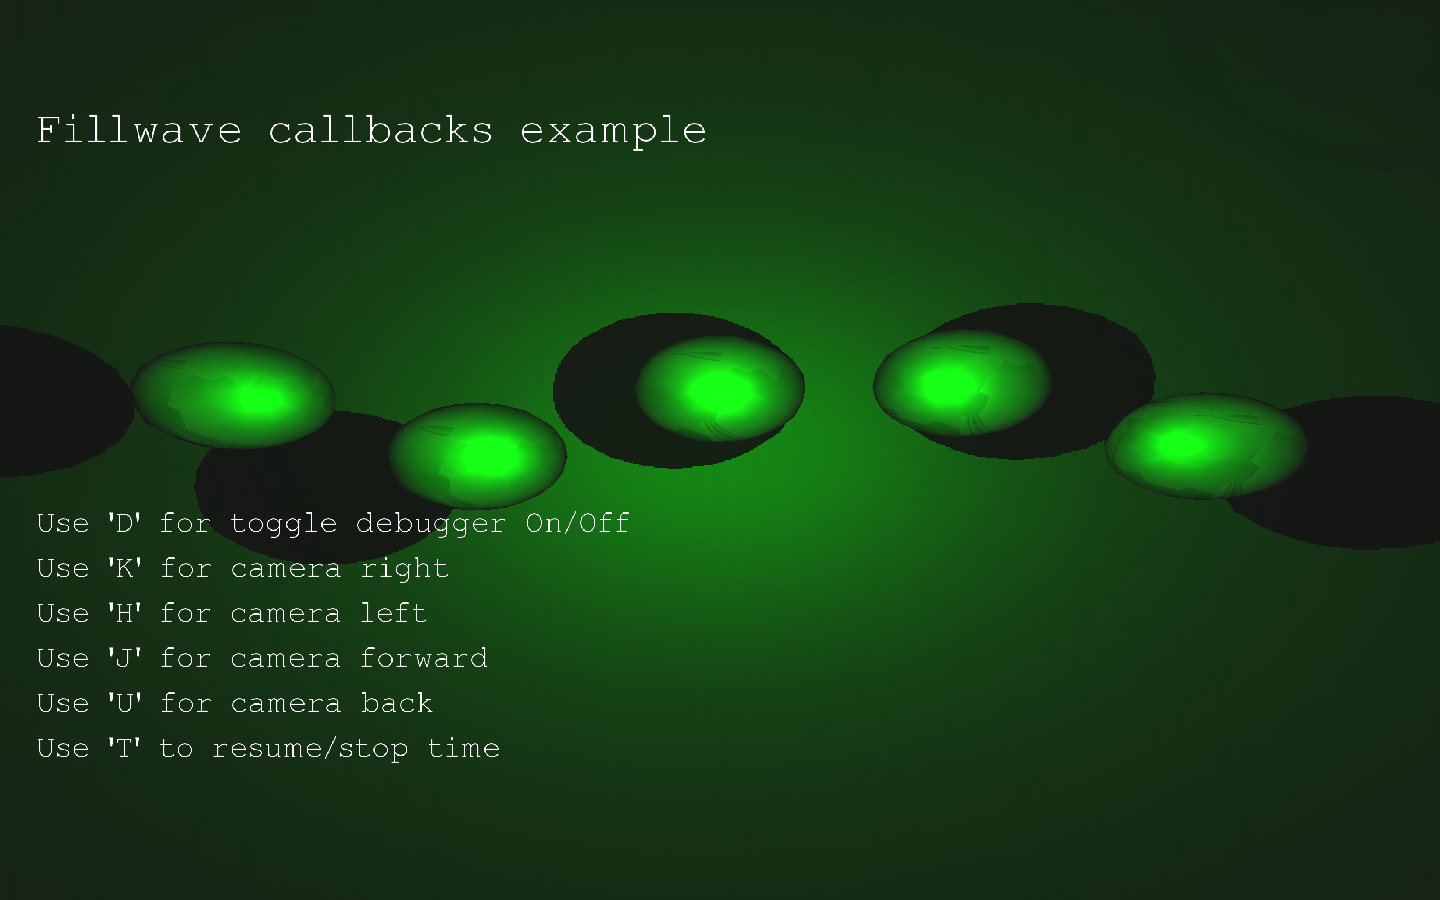 Fillwave callbacks example
Use 'D' for toggle debugger On/Off
Use 'K' for camera right
Use 'H' for camera left
Use 'J' for camera forward
Use 'U' for camera back
Use 'T' to resume/stop time